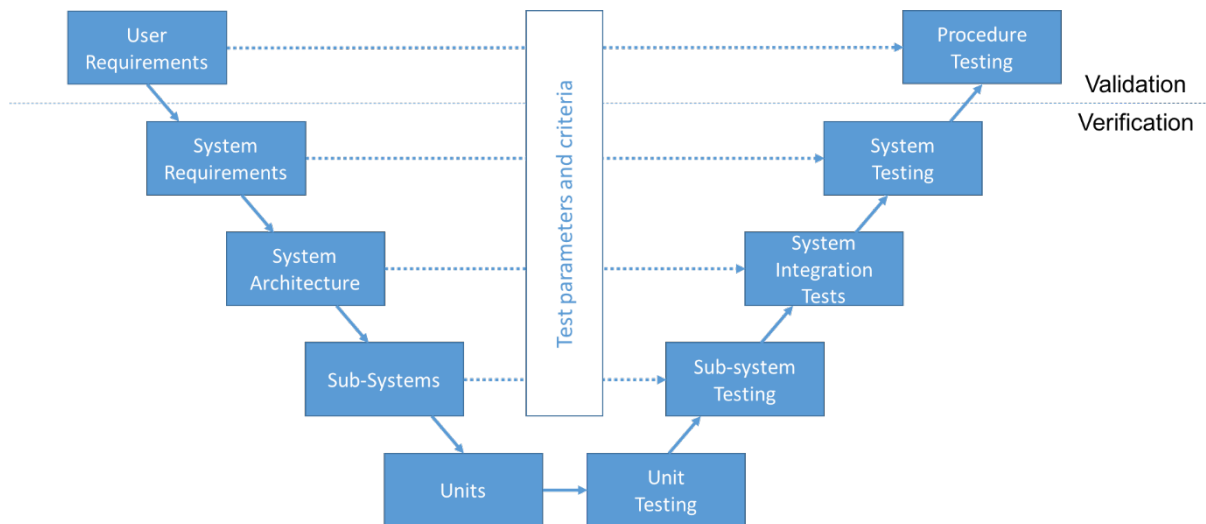 User
Requirements
Procedure
Testing
Validation
Verification
System
Requirements
System
Testing
Test parameters and criteria
System
Architecture
System
Integration
Tests
Sub-Systems
Sub-system
Testing
Units
Unit
Testing